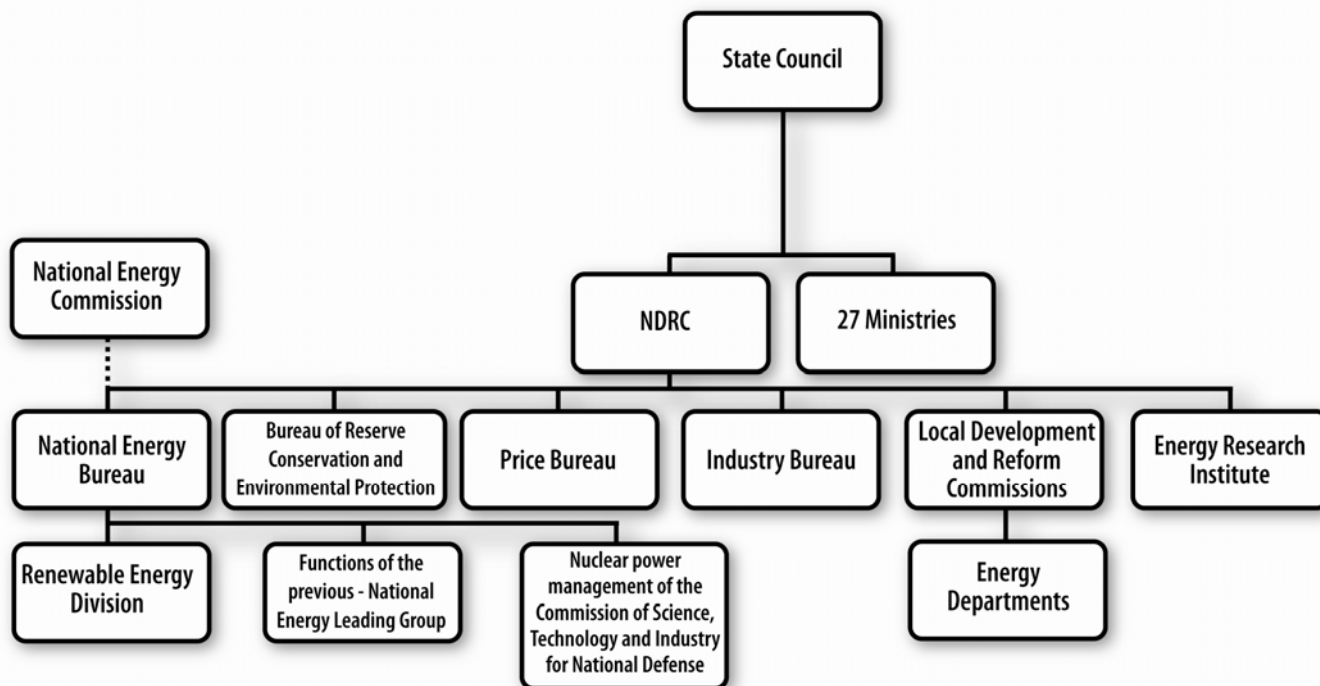 State Council
National Energy
Commission
NDRC
27 Ministries
National Energy
Bureau
Bureau of Reserve
Conservation and
Environmental Protection
Price Bureau
Industry Bureau
Local Development
and Reform
Commissions
Energy Research
Institute
Renewable Energy
Division
Functions of the
previous - National
Energy Leading Group
Nuclear power
management of the
Commission of Science,
Technology and Industry
for National Defense
Energy
Departments